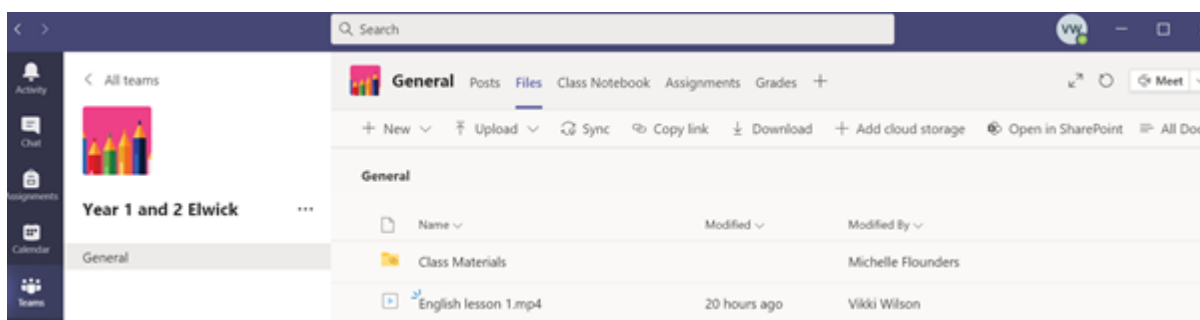 Search
VW
Activity
Chat
Assignments
Calendar
Teams
All teams
Year 1 and 2 Elwick
...
General
General Posts Files Class Notebook Assignments Grades +
Meet
+ New Upload Sync Copy link Download + Add cloud storage Open in SharePoint All Doc
General
Name Modified Modified By
Class Materials Michelle Flounders
English lesson 1.mp4 20 hours ago Vikki Wilson